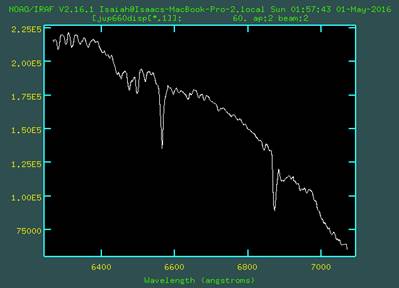 NOAO/IRAF V2.16.1 Isaiah@Isaacs-MacBook-Pro-2.local Sun 01:57:43 01-May-2016
[jup660disp[*,1]]: 60. ap:2 beam:2
2.25E5
2.00E5
1.75E5
1.50E5
1.25E5
1.00E5
75000
6400 6600 6800 7000
Wavelength (angstroms)